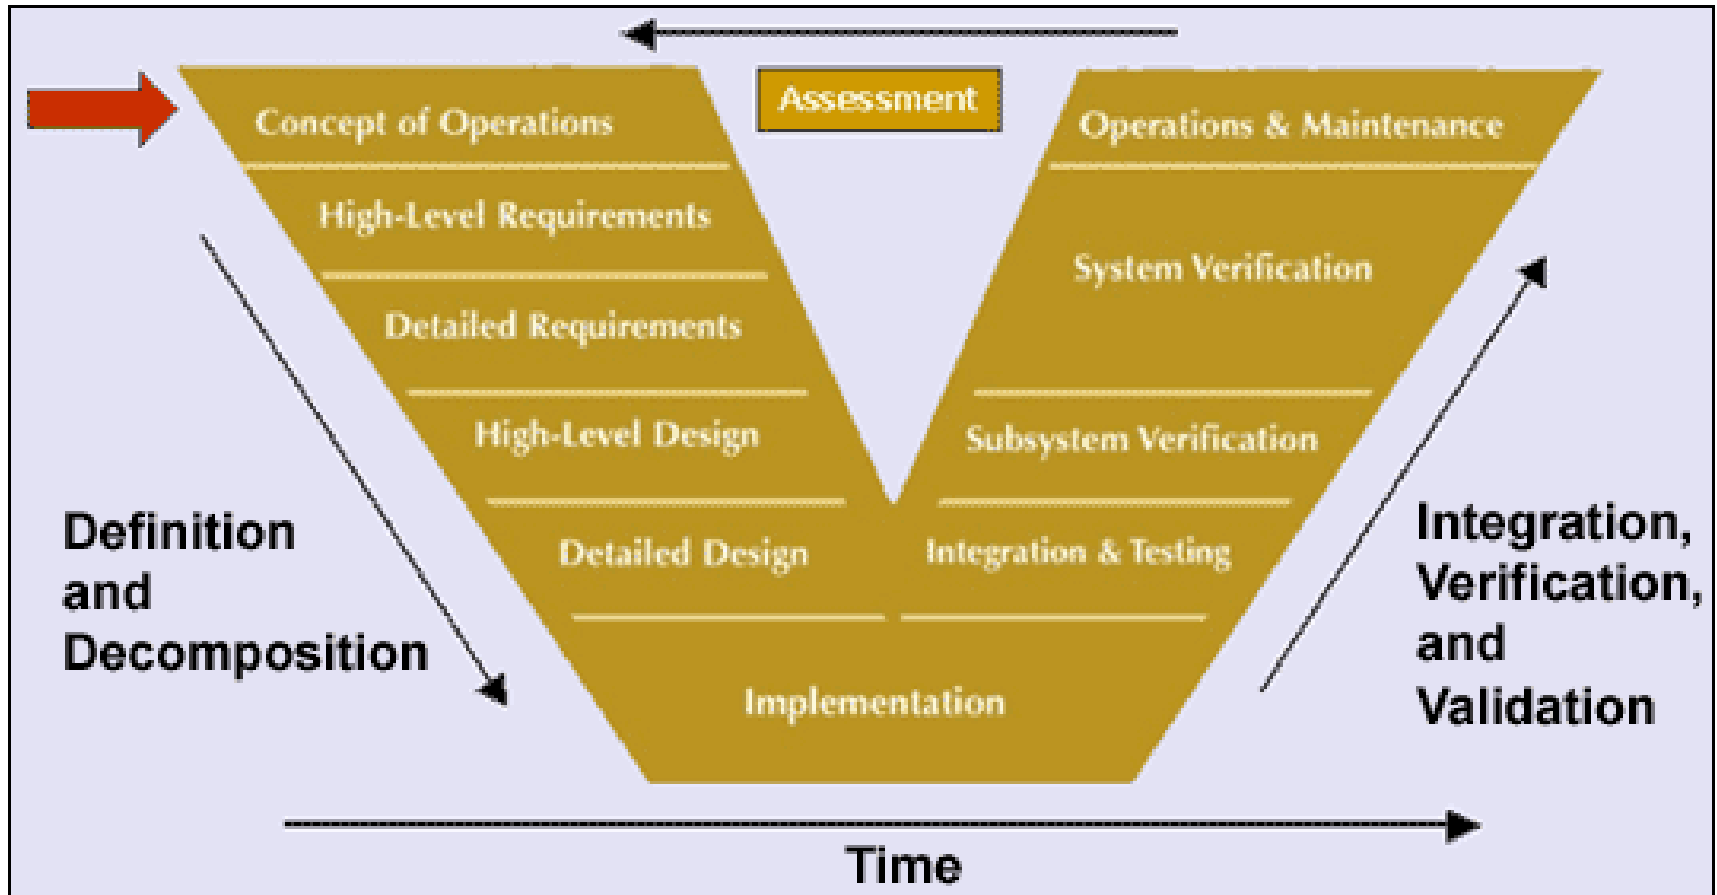 Assessment
Concept of Operations
High-Level Requirements
Detailed Requirements
High-Level Design
Detailed Design
Implementation
Integration & Testing
Subsystem Verification
System Verification
Operations & Maintenance
Definition
and
Decomposition
Integration,
Verification,
and
Validation
Time